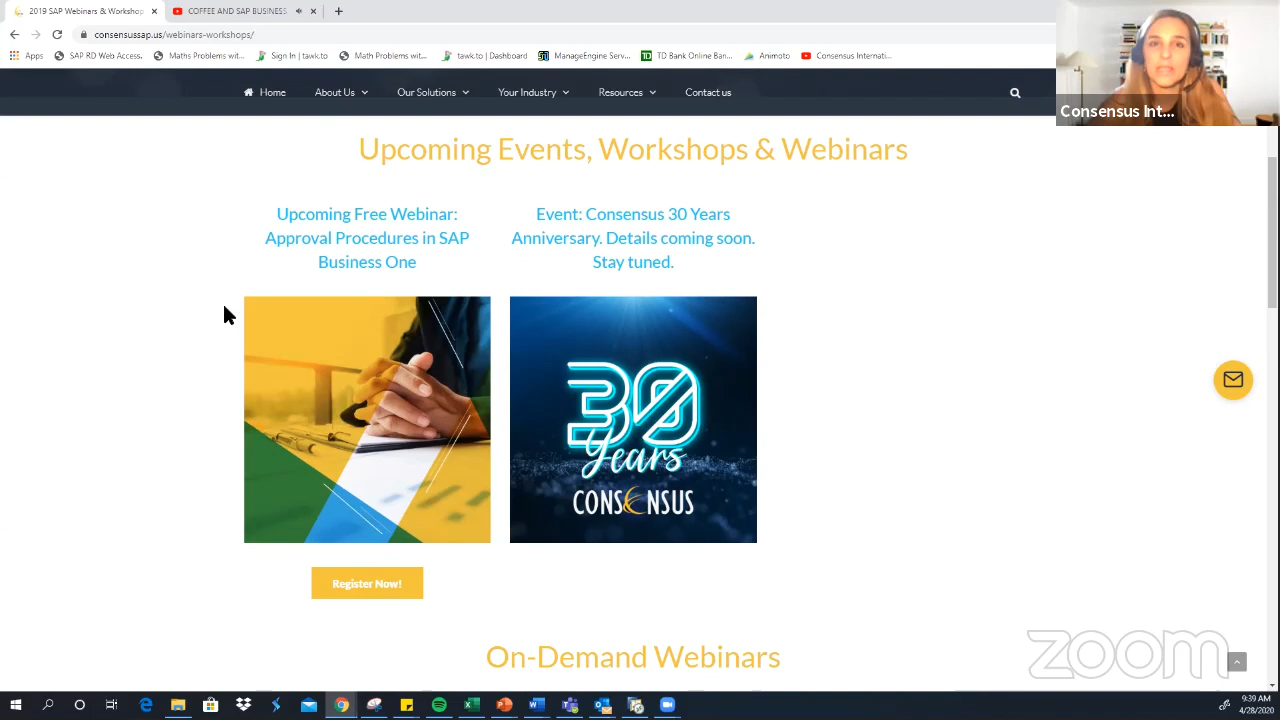 2019 SAP Webinars & Workshop
COFFEE AND SAP BUSINESS
consensussap.us/webinars-workshops/
Apps
SAP RD Web Access.
Maths Problems wit...
Sign In | tawk.to
Math Problems wit...
tawk.to | Dashboard
ManageEngine Serv...
TD Bank Online Ban...
Animoto
Consensus Internati...
Consensus Int...
Home
About Us
Our Solutions
Your Industry
Resources
Contact us
Upcoming Events, Workshops & Webinars
Upcoming Free Webinar:
Approval Procedures in SAP
Business One
Event: Consensus 30 Years
Anniversary. Details coming soon.
Stay tuned.
30
Years
CONSENSUS
Register Now!
On-Demand Webinars
zoom
9:39 AM
4/28/2020